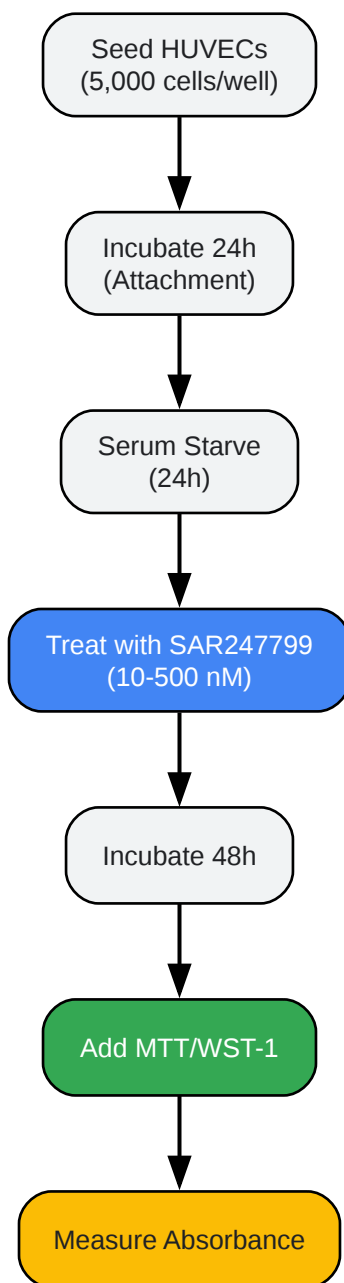 Seed HUVECs
(5,000 cells/well)
Incubate 24h
(Attachment)
Serum Starve
(24h)
Treat with SAR247799
(10-500 nM)
Incubate 48h
Add MTT/WST-1
Measure Absorbance